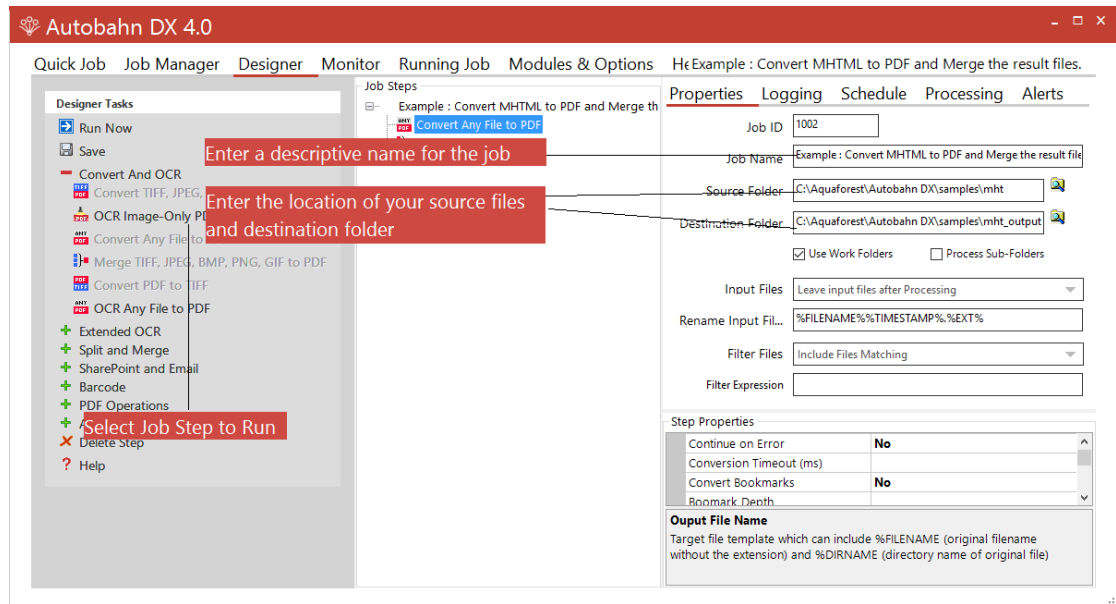 Autobahn DX 4.0
Quick Job Job Manager Designer Monitor Running Job Modules & Options He Example : Convert MHTML to PDF and Merge the result files.
Designer Tasks
Run Now
Save
Convert And OCR
Convert TIFF, JPEG,
OCR Image-Only PD
Convert Any File to
Merge TIFF, JPEG, BMP, PNG, GIF to PDF
Convert PDF to TIFF
OCR Any File to PDF
Extended OCR
Split and Merge
SharePoint and Email
Barcode
PDF Operations
Delete Step
Help
Job Steps
Example : Convert MHTML to PDF and Merge th
Convert Any File to PDF
Enter a descriptive name for the job
Enter the location of your source files
and destination folder
Select Job Step to Run
Properties Logging Schedule Processing Alerts
Job ID 1002
Job Name Example : Convert MHTML to PDF and Merge the result file
Source Folder C:\Aquaforest\Autobahn DX\samples\mht
Destination Folder C:\Aquaforest\Autobahn DX\samples\mht_output
Use Work Folders Process Sub-Folders
Input Files Leave input files after Processing
Rename Input Fil... %FILENAME%%TIMESTAMP%.%EXT%
Filter Files Include Files Matching
Filter Expression
Step Properties
Continue on Error No
Conversion Timeout (ms)
Convert Bookmarks No
Boomark Depth
Ouput File Name
Target file template which can include %FILENAME (original filename
without the extension) and %DIRNAME (directory name of original file)